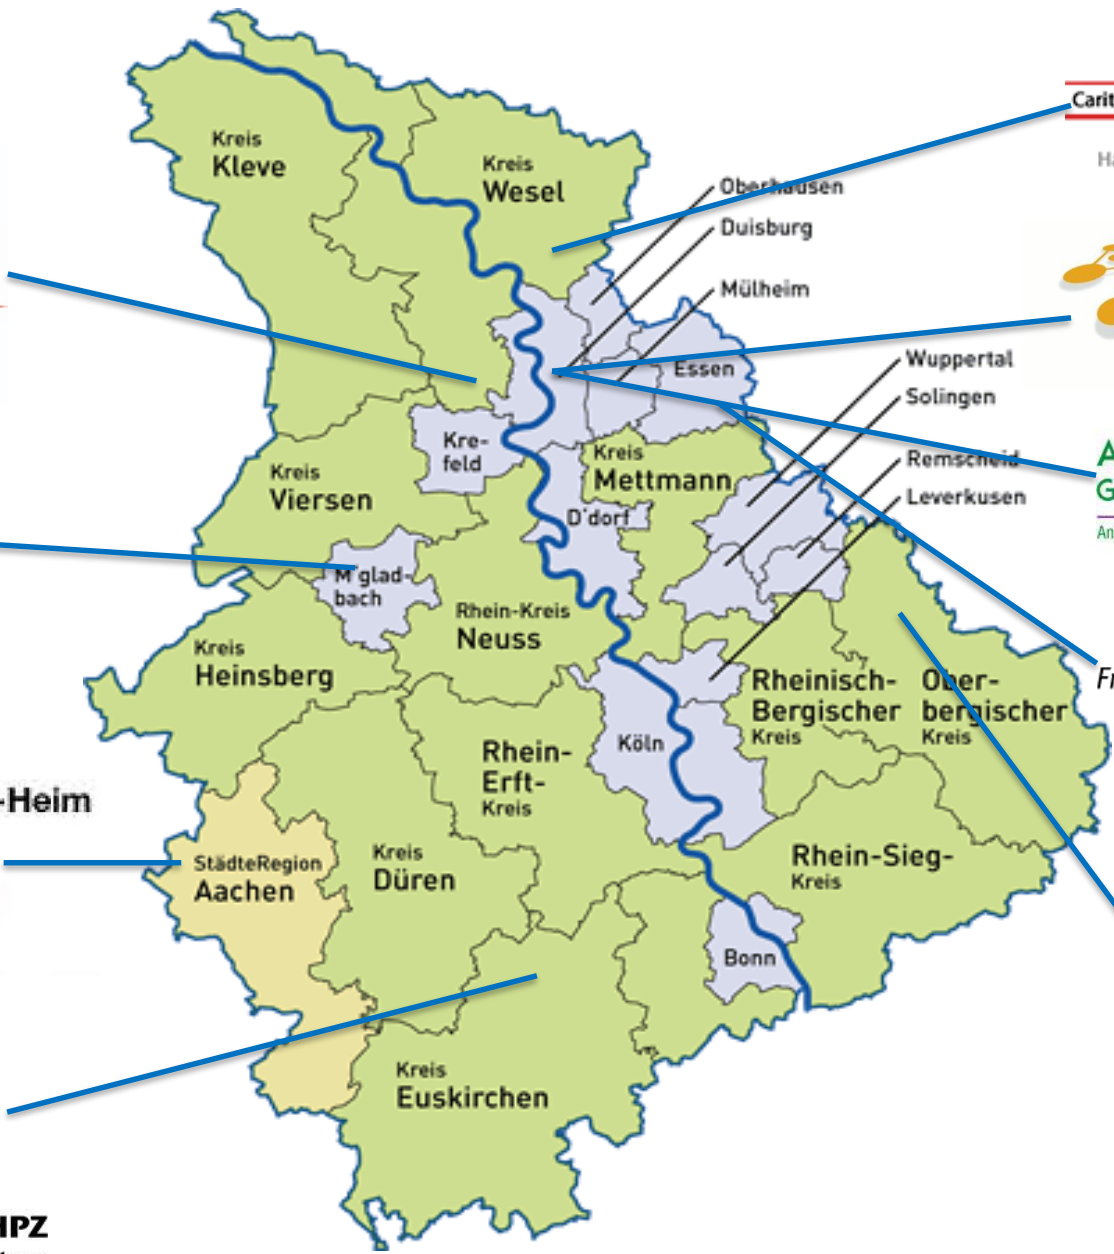 Kreis
Kleve
Kreis
Wesel
Oberhausen
Duisburg
Mülheim
Essen
Wuppertal
Solingen
Remscheid
Leverkusen
Kre-
feld
Kreis
Mettmann
Kreis
Viersen
D'dorf
M'glad-
bach
Rhein-Kreis
Neuss
Kreis
Heinsberg
Rheinisch-
Bergischer
Kreis
Ober-
bergischer
Kreis
Köln
Rhein-
Erft-
Kreis
-Heim
StädteRegion
Aachen
Kreis
Düren
Rhein-Sieg-
Kreis
Bonn
Kreis
Euskirchen
HPZ
Carit